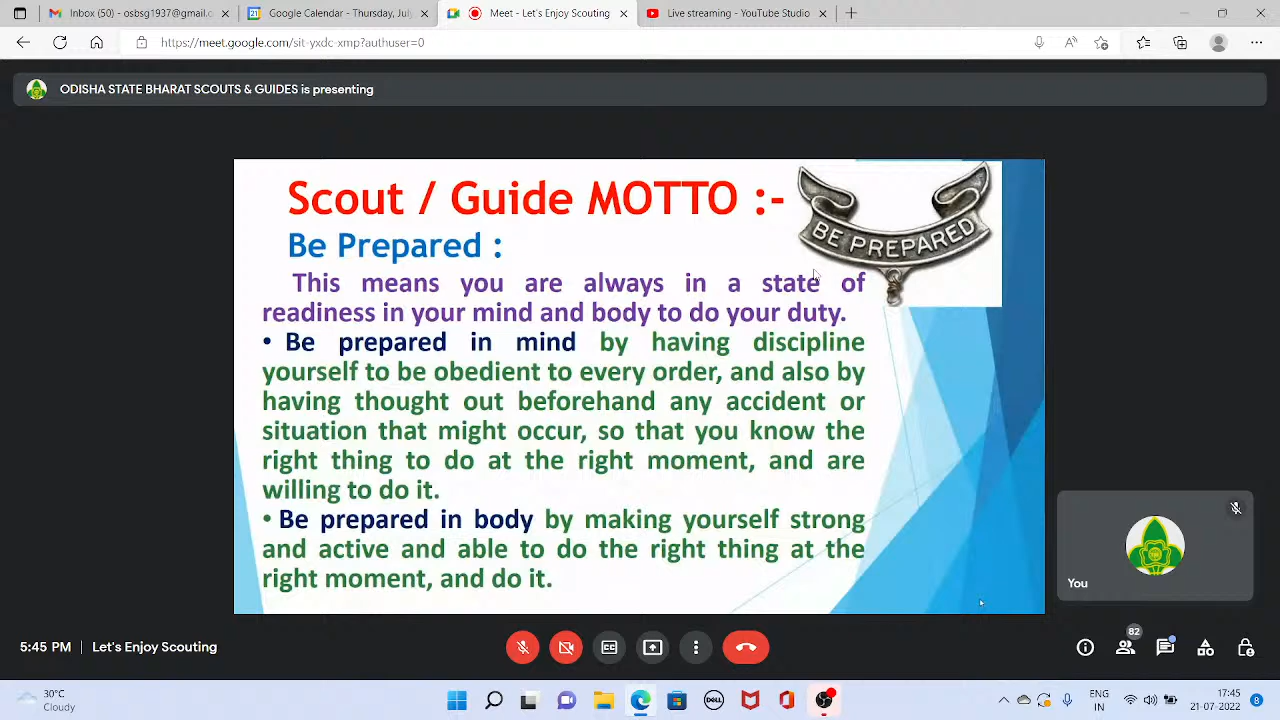 Inbox (50) - osbsg1937@gmail.c
Google Calendar - Thursday, July
Meet - Let's Enjoy Scouting
Live streaming - YouTube Studio
https://meet.google.com/sit-yxdc-xmp?authuser=0
ODISHA STATE BHARAT SCOUTS & GUIDES is presenting
Scout / Guide MOTTO :-
BE PREPARED
Be Prepared :
This means you are always in a state of
readiness in your mind and body to do your duty.
• Be prepared in mind by having discipline
yourself to be obedient to every order, and also by
having thought out beforehand any accident or
situation that might occur, so that you know the
right thing to do at the right moment, and are
willing to do it.
• Be prepared in body by making yourself strong
and active and able to do the right thing at the
right moment, and do it.
You
5:45 PM | Let's Enjoy Scouting
82
30°C
Cloudy
DELL
ENG
IN
17:45
21-07-2022
8